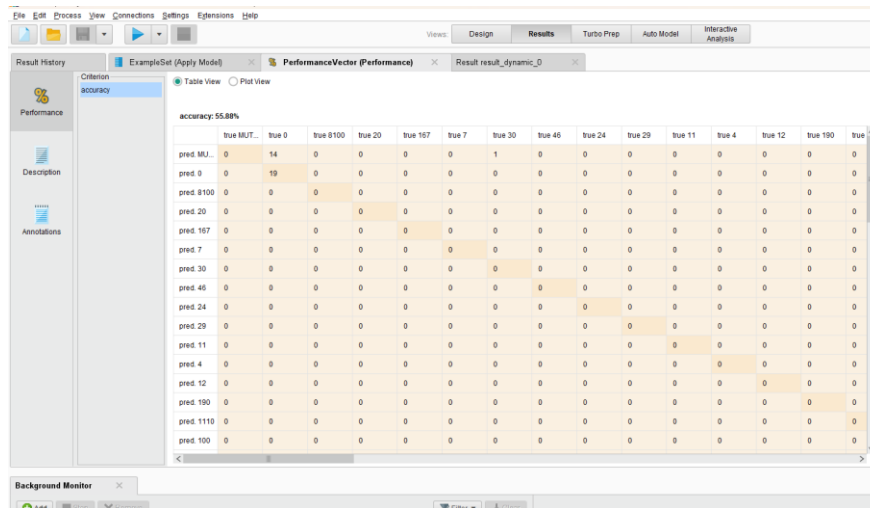 File Edit Process View Connections Settings Extensions Help
Views: Design Results Turbo Prep Auto Model Interactive Analysis
Result History ExampleSet (Apply Model) PerformanceVector (Performance) Result result_dynamic_0
Criterion
accuracy
Table View Plot View
Performance
Description
Annotations
accuracy: 55.88%
true MUT... true 0 true 8100 true 20 true 167 true 7 true 30 true 46 true 24 true 29 true 11 true 4 true 12 true 190 true
pred. MU... 0 14 0 0 0 0 1 0 0 0 0 0 0 0 0
pred. 0 0 19 0 0 0 0 0 0 0 0 0 0 0 0 0
pred. 8100 0 0 0 0 0 0 0 0 0 0 0 0 0 0 0
pred. 20 0 0 0 0 0 0 0 0 0 0 0 0 0 0 0
pred. 167 0 0 0 0 0 0 0 0 0 0 0 0 0 0 0
pred. 7 0 0 0 0 0 0 0 0 0 0 0 0 0 0 0
pred. 30 0 0 0 0 0 0 0 0 0 0 0 0 0 0 0
pred. 46 0 0 0 0 0 0 0 0 0 0 0 0 0 0 0
pred. 24 0 0 0 0 0 0 0 0 0 0 0 0 0 0 0
pred. 29 0 0 0 0 0 0 0 0 0 0 0 0 0 0 0
pred. 11 0 0 0 0 0 0 0 0 0 0 0 0 0 0 0
pred. 4 0 0 0 0 0 0 0 0 0 0 0 0 0 0 0
pred. 12 0 0 0 0 0 0 0 0 0 0 0 0 0 0 0
pred. 190 0 0 0 0 0 0 0 0 0 0 0 0 0 0 0
pred. 1110 0 0 0 0 0 0 0 0 0 0 0 0 0 0 0
pred. 100 0 0 0 0 0 0 0 0 0 0 0 0 0 0 0
Background Monitor